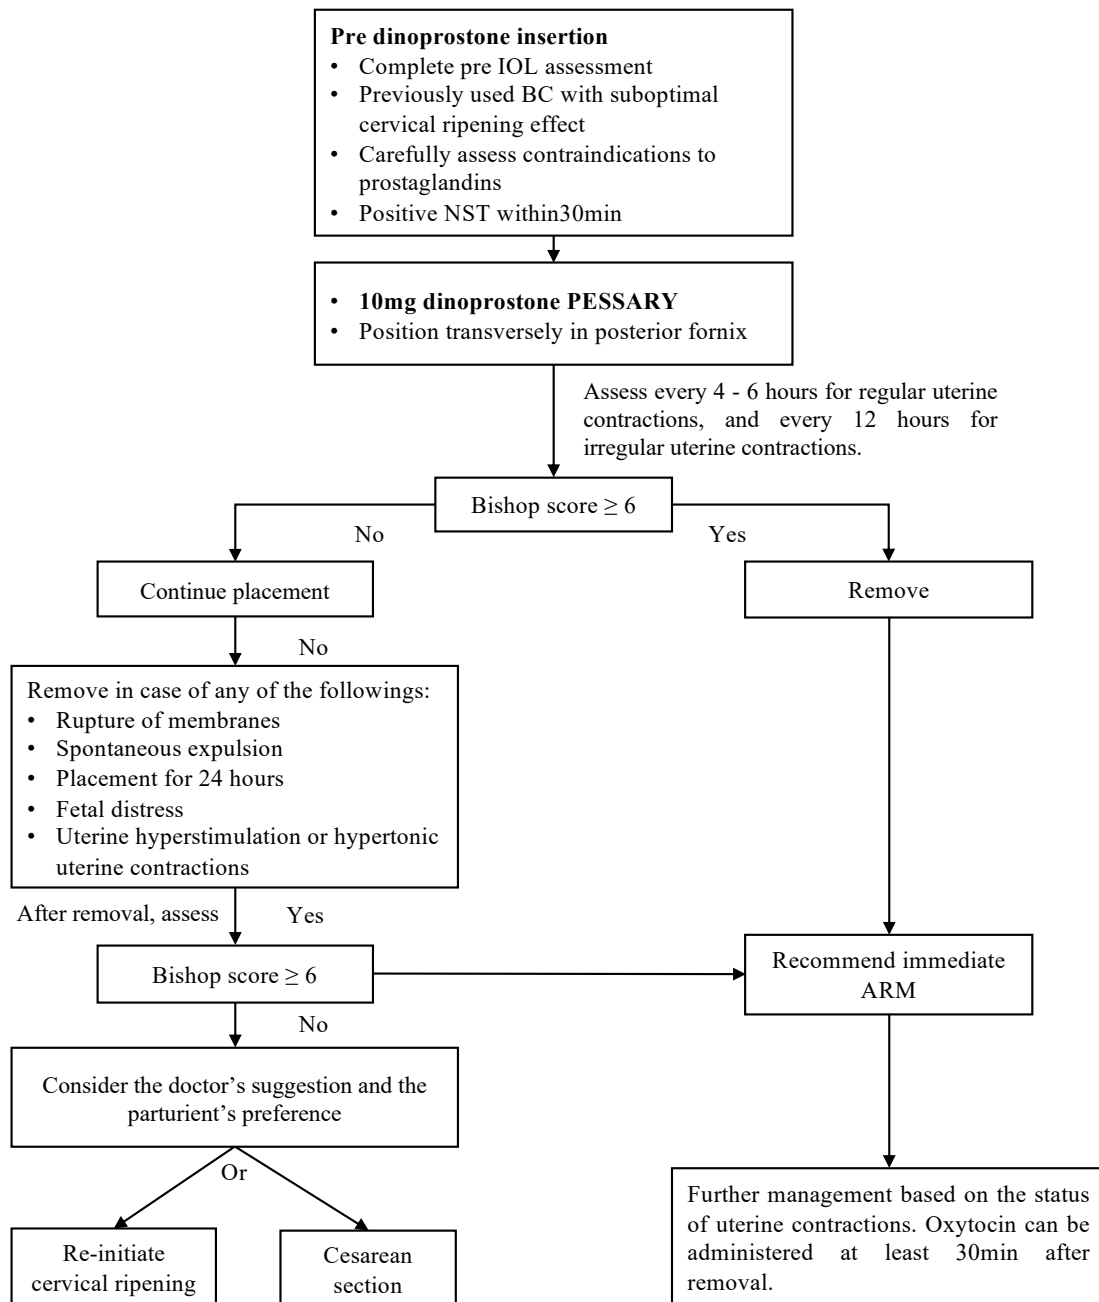 Pre dinoprostone insertion
• Complete pre IOL assessment
• Previously used BC with suboptimal
cervical ripening effect
• Carefully assess contraindications to
prostaglandins
• Positive NST within30min
• 10mg dinoprostone PESSARY
• Position transversely in posterior fornix
Assess every 4 - 6 hours for regular uterine
contractions, and every 12 hours for
irregular uterine contractions.
Bishop score ≥ 6
No
Yes
Continue placement
Remove
No
Remove in case of any of the followings:
• Rupture of membranes
• Spontaneous expulsion
• Placement for 24 hours
• Fetal distress
• Uterine hyperstimulation or hypertonic
uterine contractions
After removal, assess
Yes
Bishop score ≥ 6
Recommend immediate
ARM
No
Consider the doctor’s suggestion and the
parturient’s preference
Or
Re-initiate
cervical ripening
Cesarean
section
Further management based on the status
of uterine contractions. Oxytocin can be
administered at least 30min after
removal.